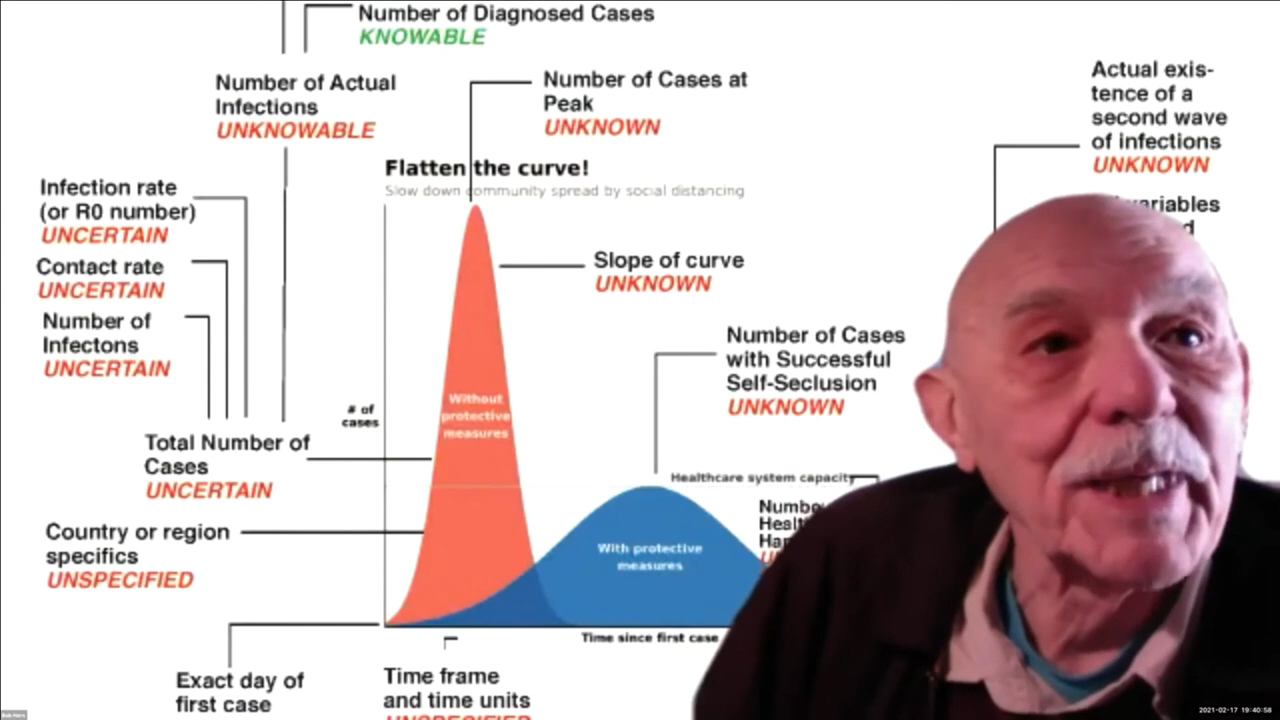 Number of Diagnosed Cases
KNOWABLE
Number of Actual
Infections
UNKNOWABLE
Number of Cases at
Peak
UNKNOWN
Actual exis-
tence of a
second wave
of infections
UNKNOWN
variables
d
Flatten the curve!
Slow down community spread by social distancing
Infection rate
(or R0 number)
UNCERTAIN
Contact rate
UNCERTAIN
Number of
Infectons
UNCERTAIN
Slope of curve
UNKNOWN
Number of Cases
with Successful
Self-Seclusion
UNKNOWN
# of
cases
Without
protective
measures
Total Number of
Cases
UNCERTAIN
Healthcare system capacity
Country or region
specifics
UNSPECIFIED
With protective
measures
Time since first case
Exact day of
first case
Time frame
and time units
UNSPECIFIED
2021-02-17 19:40:58